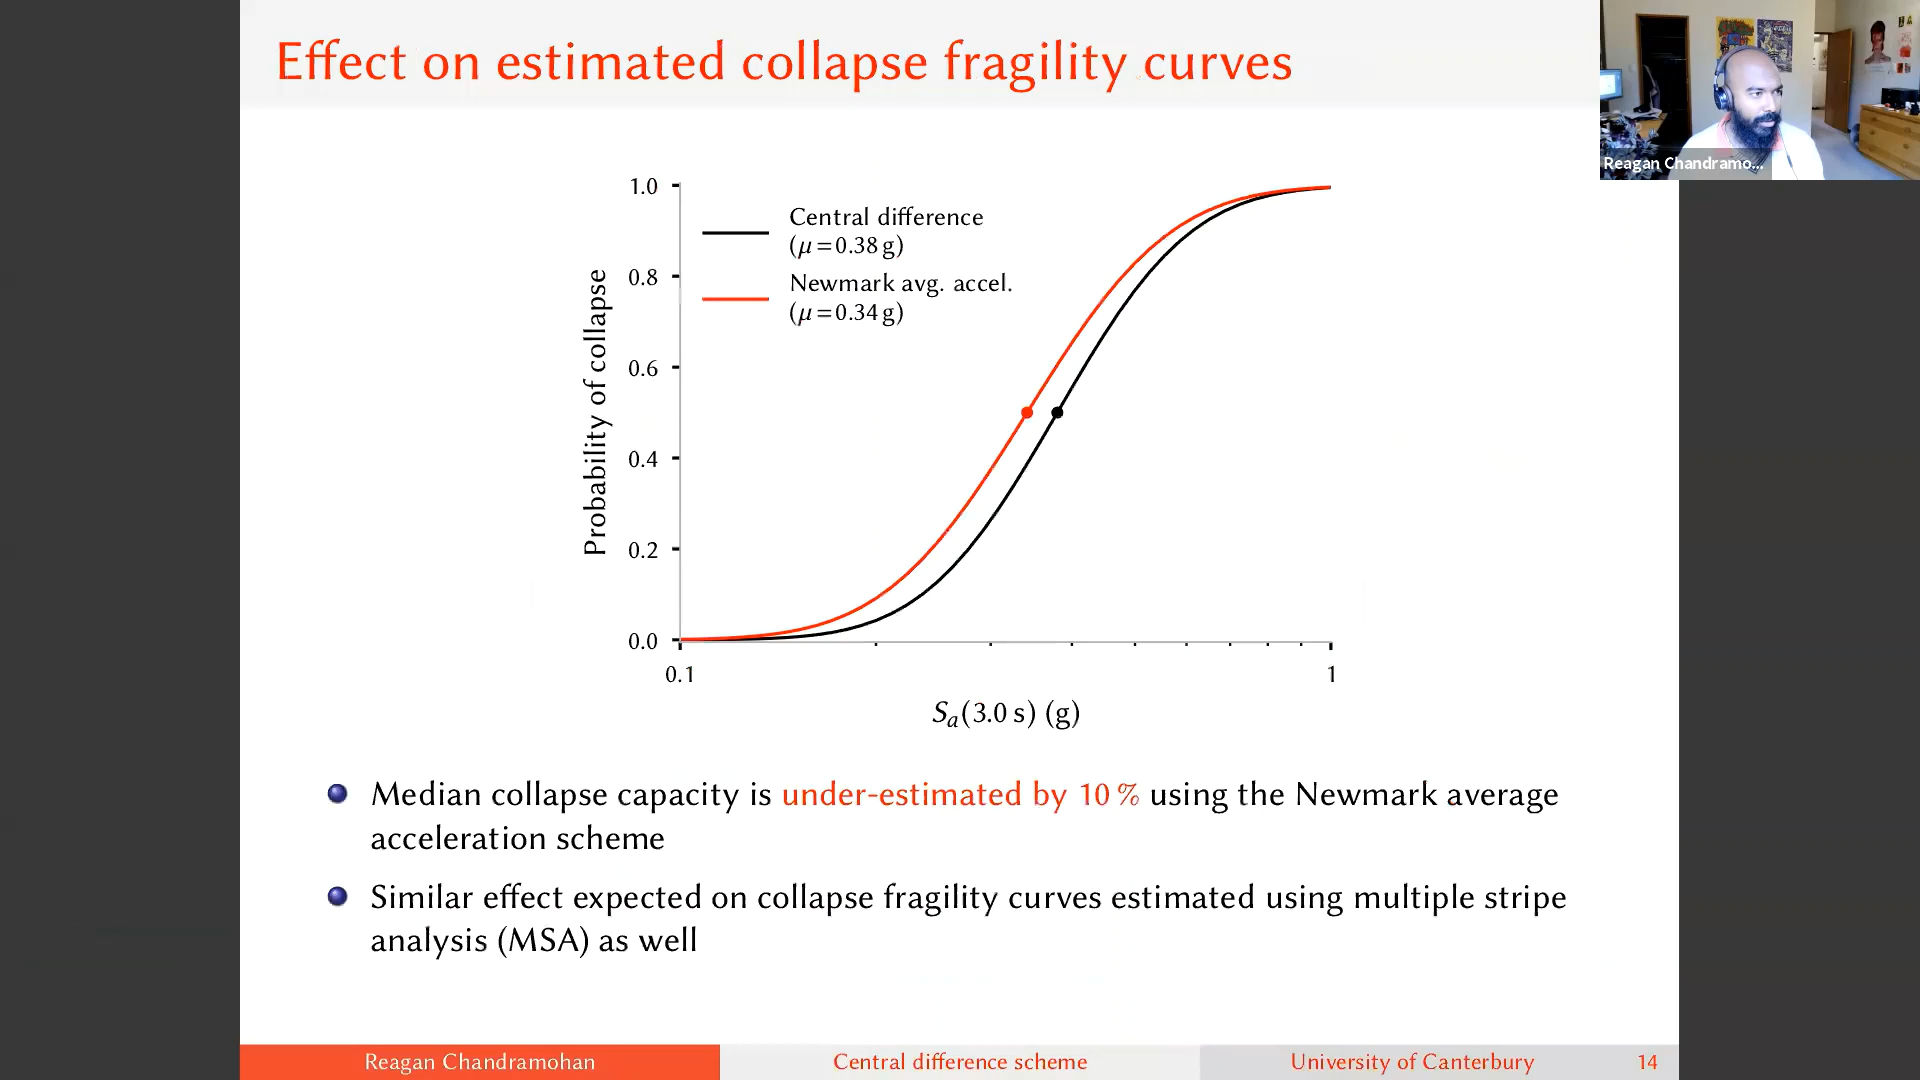 Effect on estimated collapse fragility curves
Reagan Chandramo...
1.0
0.8
0.6
0.4
0.2
0.0
Probability of collapse
Central difference
(μ = 0.38 g)
Newmark avg. accel.
(μ = 0.34 g)
0.1
1
Sa(3.0 s) (g)
Median collapse capacity is under-estimated by 10 % using the Newmark average
acceleration scheme
Similar effect expected on collapse fragility curves estimated using multiple stripe
analysis (MSA) as well
Reagan Chandramohan
Central difference scheme
University of Canterbury
14